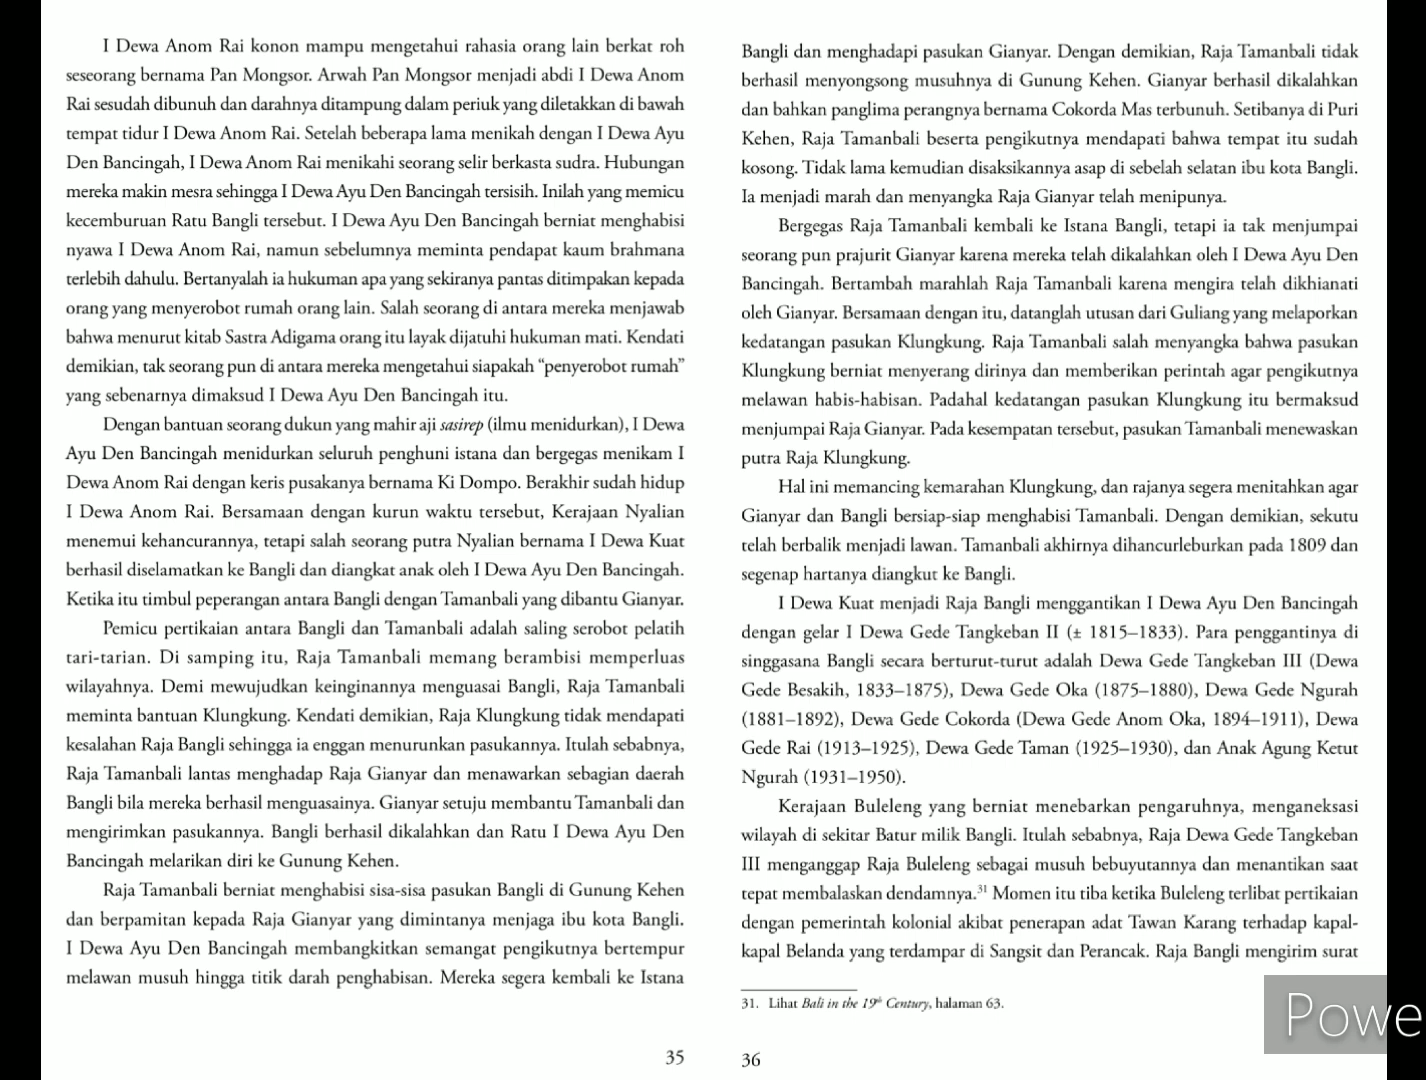 I Dewa Anom Rai konon mampu mengetahui rahasia orang lain berkat roh
seseorang bernama Pan Mongsor. Arwah Pan Mongsor menjadi abdi I Dewa Anom
Rai sesudah dibunuh dan darahnya ditampung dalam periuk yang diletakkan di bawah
tempat tidur I Dewa Anom Rai. Setelah beberapa lama menikah dengan I Dewa Ayu
Den Bancingah, I Dewa Anom Rai menikahi seorang selir berkasta sudra. Hubungan
mereka makin mesra sehingga I Dewa Ayu Den Bancingah tersisih. Inilah yang memicu
kecemburuan Ratu Bangli tersebut. I Dewa Ayu Den Bancingah berniat menghabisi
nyawa I Dewa Anom Rai, namun sebelumnya meminta pendapat kaum brahmana
terlebih dahulu. Bertanyalah ia hukuman apa yang sekiranya pantas ditimpakan kepada
orang yang menyerobot rumah orang lain. Salah seorang di antara mereka menjawab
bahwa menurut kitab Sastra Adigama orang itu layak dijatuhi hukuman mati. Kendati
demikian, tak seorang pun di antara mereka mengetahui siapakah “penyerobot rumah”
yang sebenarnya dimaksud I Dewa Ayu Den Bancingah itu.
Dengan bantuan seorang dukun yang mahir aji sasirep (ilmu menidurkan), I Dewa
Ayu Den Bancingah menidurkan seluruh penghuni istana dan bergegas menikam I
Dewa Anom Rai dengan keris pusakanya bernama Ki Dompo. Berakhir sudah hidup
I Dewa Anom Rai. Bersamaan dengan kurun waktu tersebut, Kerajaan Nyalian
menemui kehancurannya, tetapi salah seorang putra Nyalian bernama I Dewa Kuat
berhasil diselamatkan ke Bangli dan diangkat anak oleh I Dewa Ayu Den Bancingah.
Ketika itu timbul peperangan antara Bangli dengan Tamanbali yang dibantu Gianyar.
Pemicu pertikaian antara Bangli dan Tamanbali adalah saling serobot pelatih
tari-tarian. Di samping itu, Raja Tamanbali memang berambisi memperluas
wilayahnya. Demi mewujudkan keinginannya menguasai Bangli, Raja Tamanbali
meminta bantuan Klungkung. Kendati demikian, Raja Klungkung tidak mendapati
kesalahan Raja Bangli sehingga ia enggan menurunkan pasukannya. Itulah sebabnya,
Raja Tamanbali lantas menghadap Raja Gianyar dan menawarkan sebagian daerah
Bangli bila mereka berhasil menguasainya. Gianyar setuju membantu Tamanbali dan
mengirimkan pasukannya. Bangli berhasil dikalahkan dan Ratu I Dewa Ayu Den
Bancingah melarikan diri ke Gunung Kehen.
Raja Tamanbali berniat menghabisi sisa-sisa pasukan Bangli di Gunung Kehen
dan berpamitan kepada Raja Gianyar yang dimintanya menjaga ibu kota Bangli.
I Dewa Ayu Den Bancingah membangkitkan semangat pengikutnya bertempur
melawan musuh hingga titik darah penghabisan. Mereka segera kembali ke Istana
35
Bangli dan menghadapi pasukan Gianyar. Dengan demikian, Raja Tamanbali tidak
berhasil menyongsong musuhnya di Gunung Kehen. Gianyar berhasil dikalahkan
dan bahkan panglima perangnya bernama Cokorda Mas terbunuh. Setibanya di Puri
Kehen, Raja Tamanbali beserta pengikutnya mendapati bahwa tempat itu sudah
kosong. Tidak lama kemudian disaksikannya asap di sebelah selatan ibu kota Bangli.
Ia menjadi marah dan menyangka Raja Gianyar telah menipunya.
Bergegas Raja Tamanbali kembali ke Istana Bangli, tetapi ia tak menjumpai
seorang pun prajurit Gianyar karena mereka telah dikalahkan oleh I Dewa Ayu Den
Bancingah. Bertambah marahlah Raja Tamanbali karena mengira telah dikhianati
oleh Gianyar. Bersamaan dengan itu, datanglah utusan dari Guliang yang melaporkan
kedatangan pasukan Klungkung. Raja Tamanbali salah menyangka bahwa pasukan
Klungkung berniat menyerang dirinya dan memberikan perintah agar pengikutnya
melawan habis-habisan. Padahal kedatangan pasukan Klungkung itu bermaksud
menjumpai Raja Gianyar. Pada kesempatan tersebut, pasukan Tamanbali menewaskan
putra Raja Klungkung.
Hal ini memancing kemarahan Klungkung, dan rajanya segera menitahkan agar
Gianyar dan Bangli bersiap-siap menghabisi Tamanbali. Dengan demikian, sekutu
telah berbalik menjadi lawan. Tamanbali akhirnya dihancurleburkan pada 1809 dan
segenap hartanya diangkut ke Bangli.
I Dewa Kuat menjadi Raja Bangli menggantikan I Dewa Ayu Den Bancingah
dengan gelar I Dewa Gede Tangkeban II (± 1815–1833). Para penggantinya di
singgasana Bangli secara berturut-turut adalah Dewa Gede Tangkeban III (Dewa
Gede Besakih, 1833–1875), Dewa Gede Oka (1875–1880), Dewa Gede Ngurah
(1881–1892), Dewa Gede Cokorda (Dewa Gede Anom Oka, 1894–1911), Dewa
Gede Rai (1913–1925), Dewa Gede Taman (1925–1930), dan Anak Agung Ketut
Ngurah (1931–1950).
Kerajaan Buleleng yang berniat menebarkan pengaruhnya, menganeksasi
wilayah di sekitar Batur milik Bangli. Itulah sebabnya, Raja Dewa Gede Tangkeban
III menganggap Raja Buleleng sebagai musuh bebuyutannya dan menantikan saat
tepat membalaskan dendamnya.³¹ Momen itu tiba ketika Buleleng terlibat pertikaian
dengan pemerintah kolonial akibat penerapan adat Tawan Karang terhadap kapal-
kapal Belanda yang terdampar di Sangsit dan Perancak. Raja Bangli mengirim surat
31. Lihat Bali in the 19th Century, halaman 63.
36
Powe